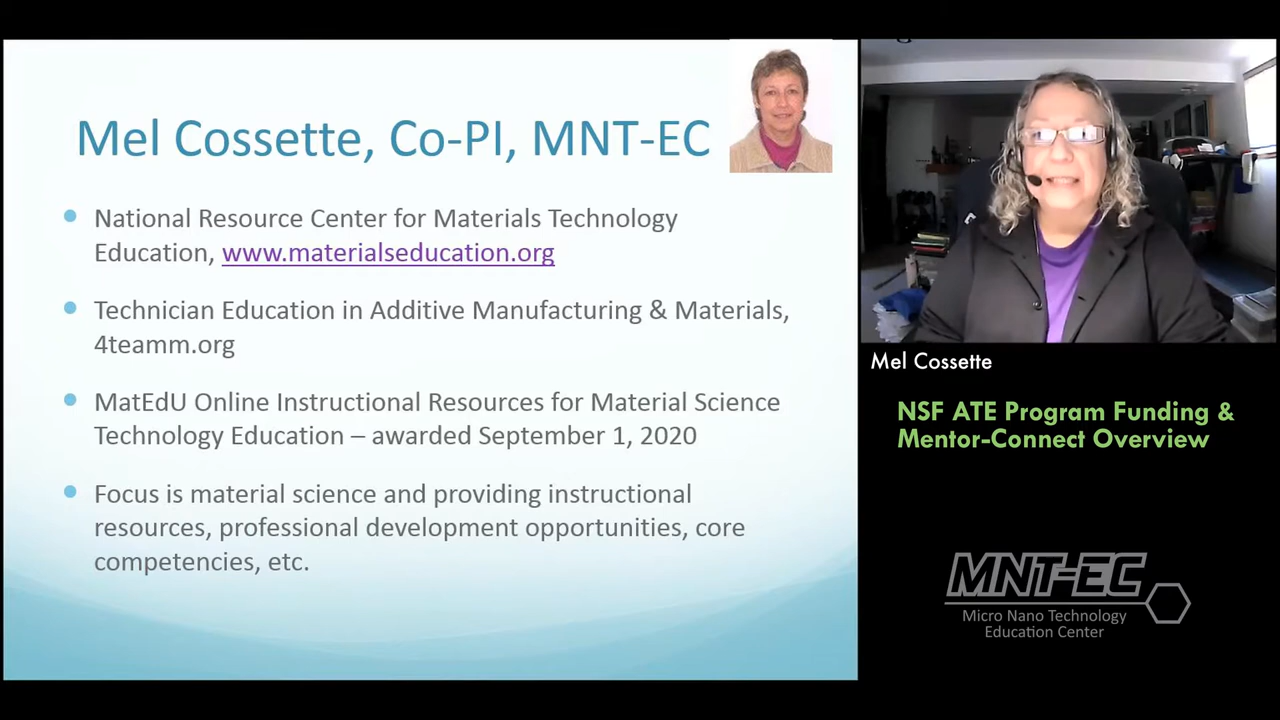 Mel Cossette, Co-PI, MNT-EC
National Resource Center for Materials Technology
Education, www.materialseducation.org
Technician Education in Additive Manufacturing & Materials,
4teamm.org
MatEdU Online Instructional Resources for Material Science
Technology Education – awarded September 1, 2020
Focus is material science and providing instructional
resources, professional development opportunities, core
competencies, etc.
Mel Cossette
NSF ATE Program Funding &
Mentor-Connect Overview
MNT-EC
Micro Nano Technology
Education Center